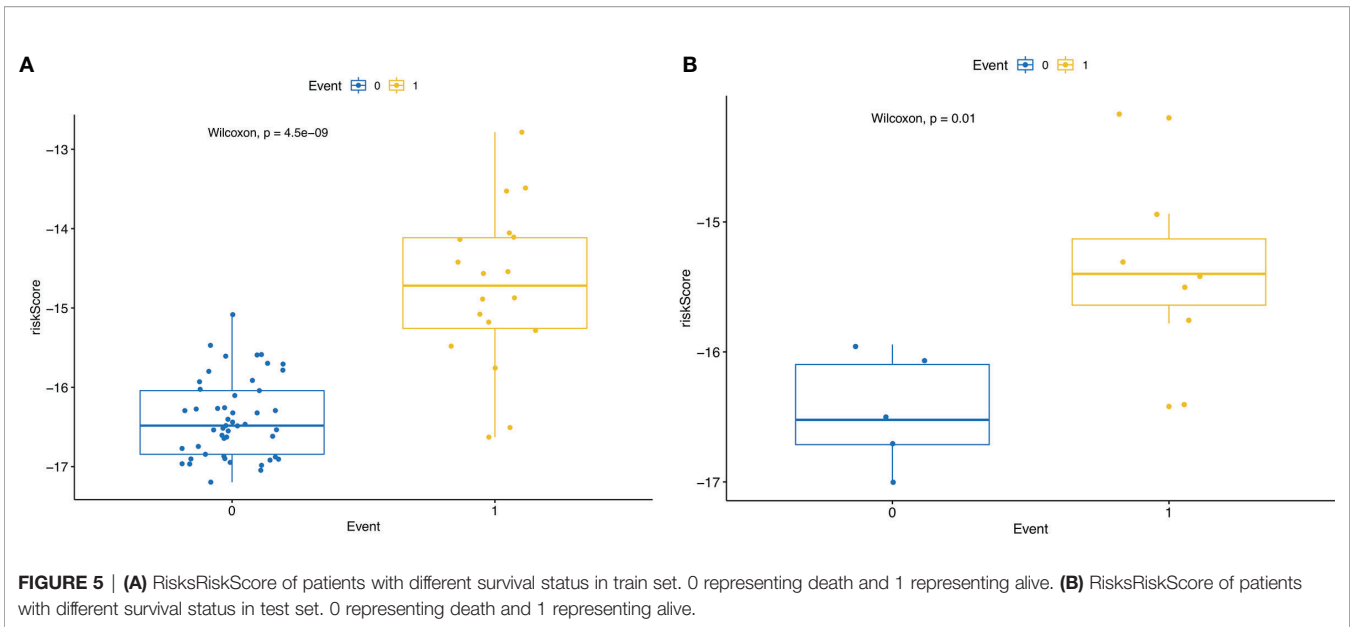 A
Event 0 1
Wilcoxon, p = 4.5e−09
−13
−14
−15
−16
−17
riskScore
0 1
Event
B
Event 0 1
Wilcoxon, p = 0.01
−15
−16
−17
riskScore
0 1
Event
FIGURE 5 | (A) RisksRiskScore of patients with different survival status in train set. 0 representing death and 1 representing alive. (B) RisksRiskScore of patients
with different survival status in test set. 0 representing death and 1 representing alive.